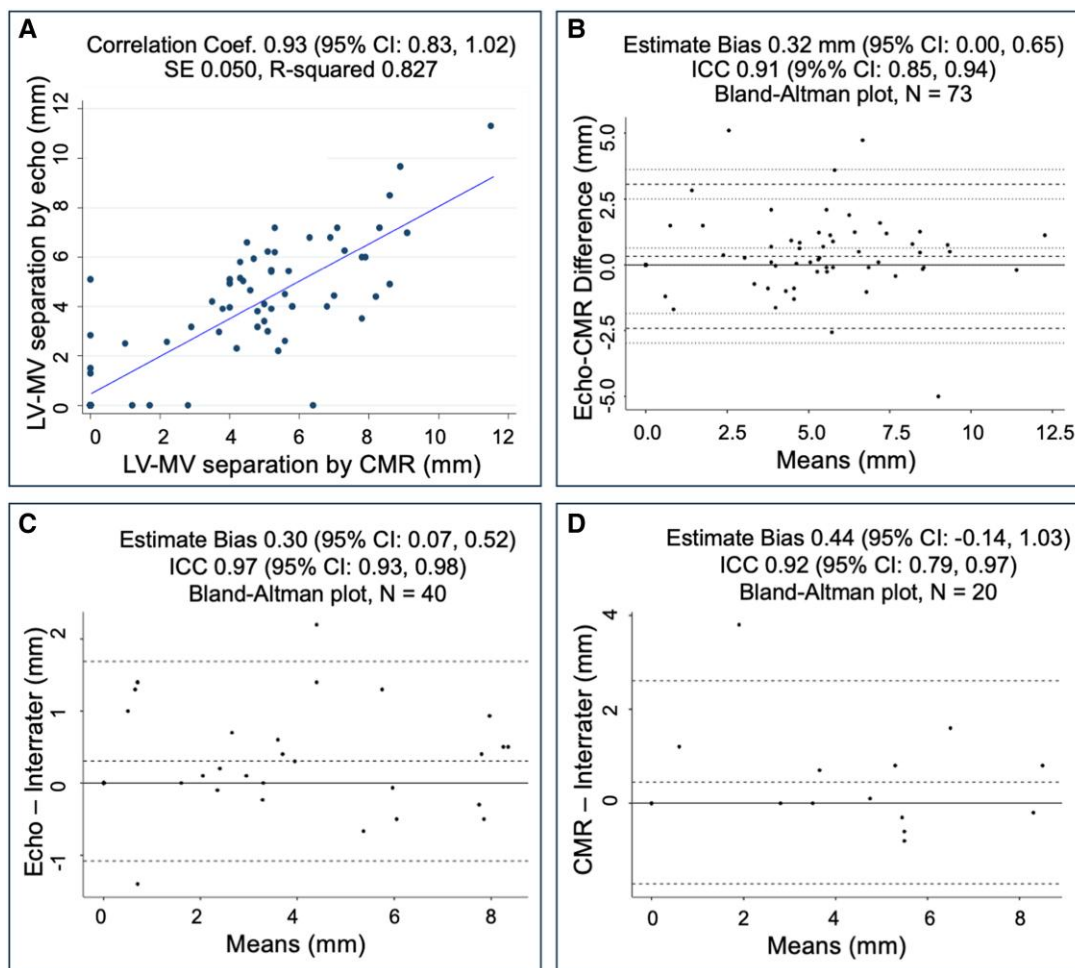 A
Correlation Coef. 0.93 (95% CI: 0.83, 1.02)
SE 0.050, R-squared 0.827
LV-MV separation by echo (mm)
12
10
8
6
4
2
0
0 2 4 6 8 10 12
LV-MV separation by CMR (mm)
B
Estimate Bias 0.32 mm (95% CI: 0.00, 0.65)
ICC 0.91 (9%% CI: 0.85, 0.94)
Bland-Altman plot, N = 73
Echo-CMR Difference (mm)
5.0
2.5
0.0
-2.5
-5.0
0.0 2.5 5.0 7.5 10 12.5
Means (mm)
C
Estimate Bias 0.30 (95% CI: 0.07, 0.52)
ICC 0.97 (95% CI: 0.93, 0.98)
Bland-Altman plot, N = 40
Echo – Interrater (mm)
2
1
0
-1
0 2 4 6 8
Means (mm)
D
Estimate Bias 0.44 (95% CI: -0.14, 1.03)
ICC 0.92 (95% CI: 0.79, 0.97)
Bland-Altman plot, N = 20
CMR – Interrater (mm)
4
2
0
0 2 4 6 8
Means (mm)